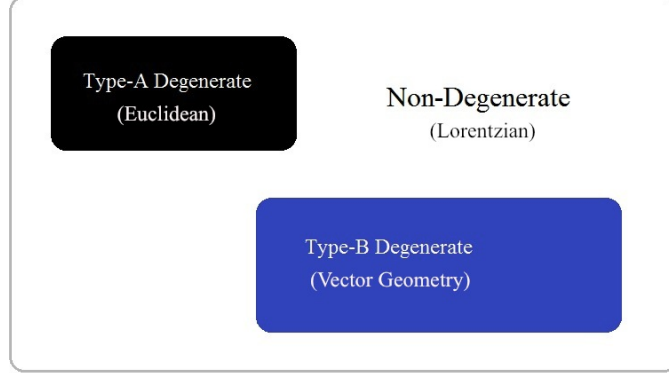 Type-A Degenerate
(Euclidean)
Non-Degenerate
(Lorentzian)
Type-B Degenerate
(Vector Geometry)